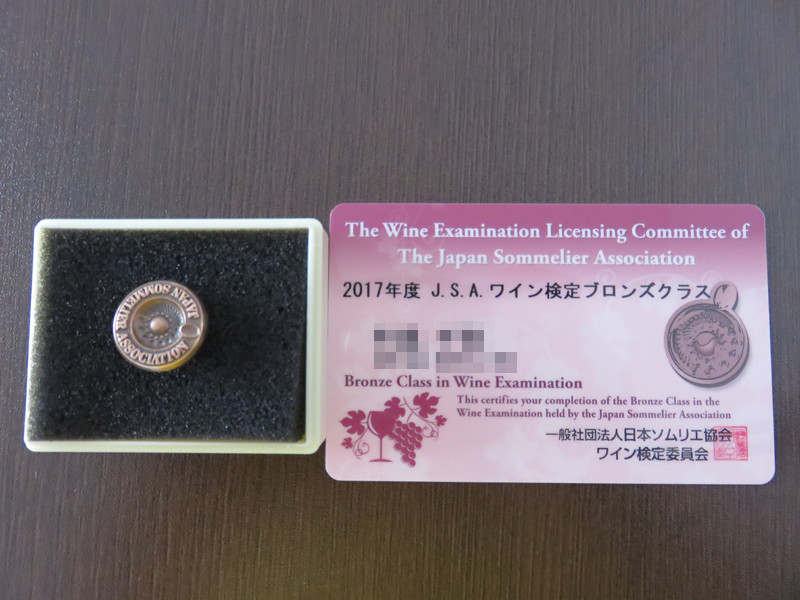 JAPAN SOMMELIER ASSOCIATION
The Wine Examination Licensing Committee of
The Japan Sommelier Association
2017年度 J.S.A.ワイン検定ブロンズクラス
Bronze Class in Wine Examination
This certifies your completion of the Bronze Class in the
Wine Examination held by the Japan Sommelier Association
一般社団法人日本ソムリエ協会
ワイン検定委員会